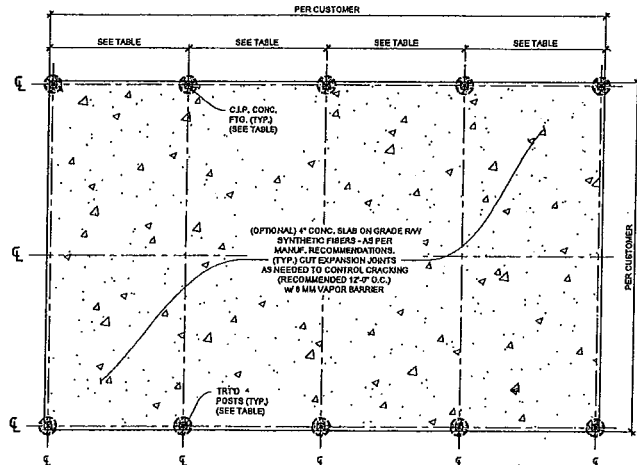 PER CUSTOMER
SEE TABLE SEE TABLE SEE TABLE SEE TABLE
℄
C.I.P. CONC.
FTG. (TYP.)
(SEE TABLE)
(OPTIONAL) 4" CONC. SLAB ON GRADE R/W
SYNTHETIC FIBERS - AS PER
MANUF. RECOMMENDATIONS.
(TYP.) CUT EXPANSION JOINTS
AS NEEDED TO CONTROL CRACKING
(RECOMMENDED 12'-0" O.C.)
W/ 6 MM VAPOR BARRIER
℄
PER CUSTOMER
TRT'D
POSTS (TYP.)
(SEE TABLE)
℄
℄ ℄ ℄ ℄ ℄